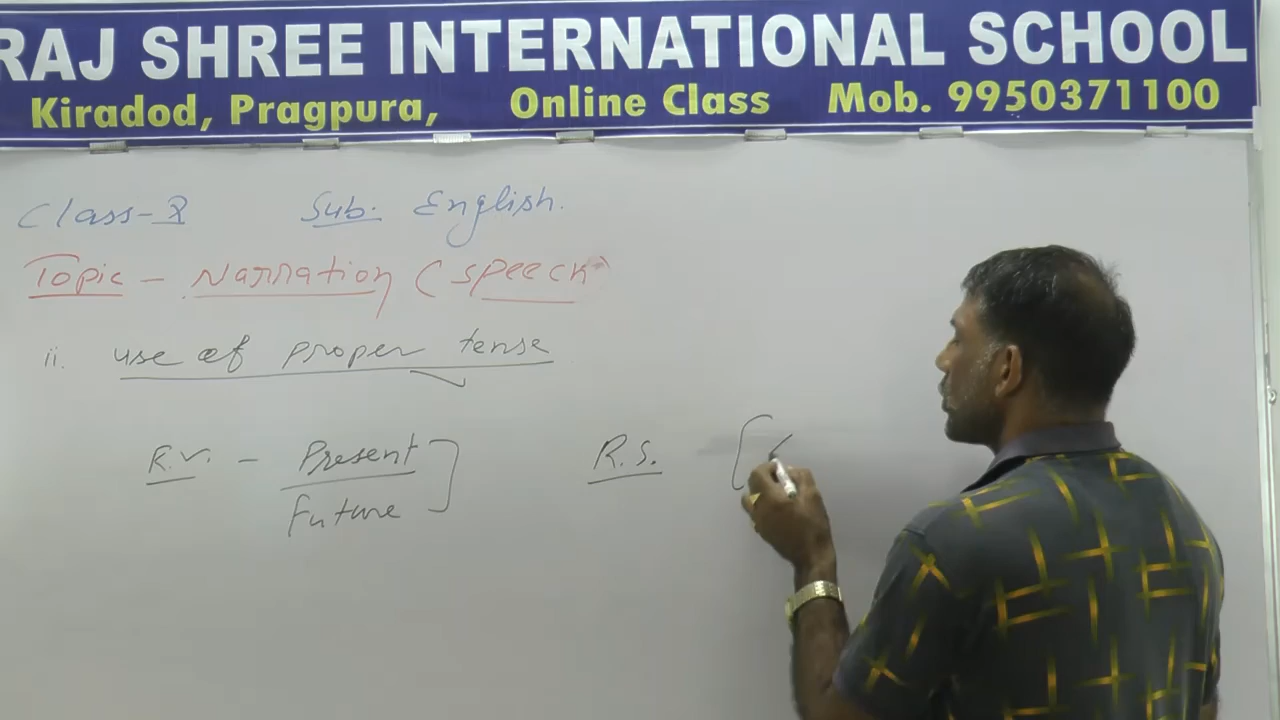 RAJ SHREE INTERNATIONAL SCHOOL
Kiradod, Pragpura, Online Class Mob. 9950371100
Class-X Sub. English.
Topic - Narration (speech)
ii. use of proper tense
R.V. - Present R.S. [
Future ]